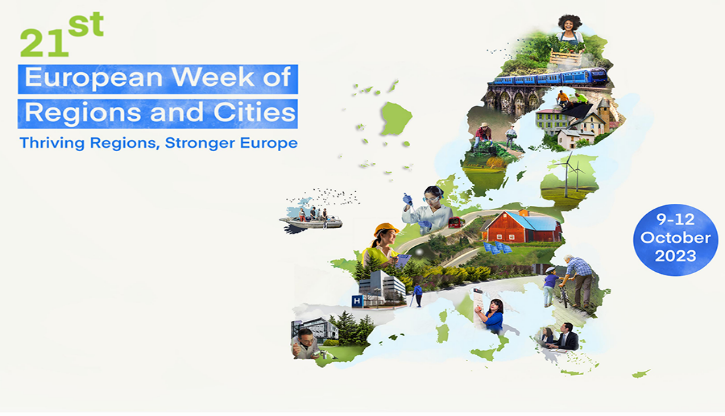 21st
European Week of
Regions and Cities
Thriving Regions, Stronger Europe
9-12
October
2023
H